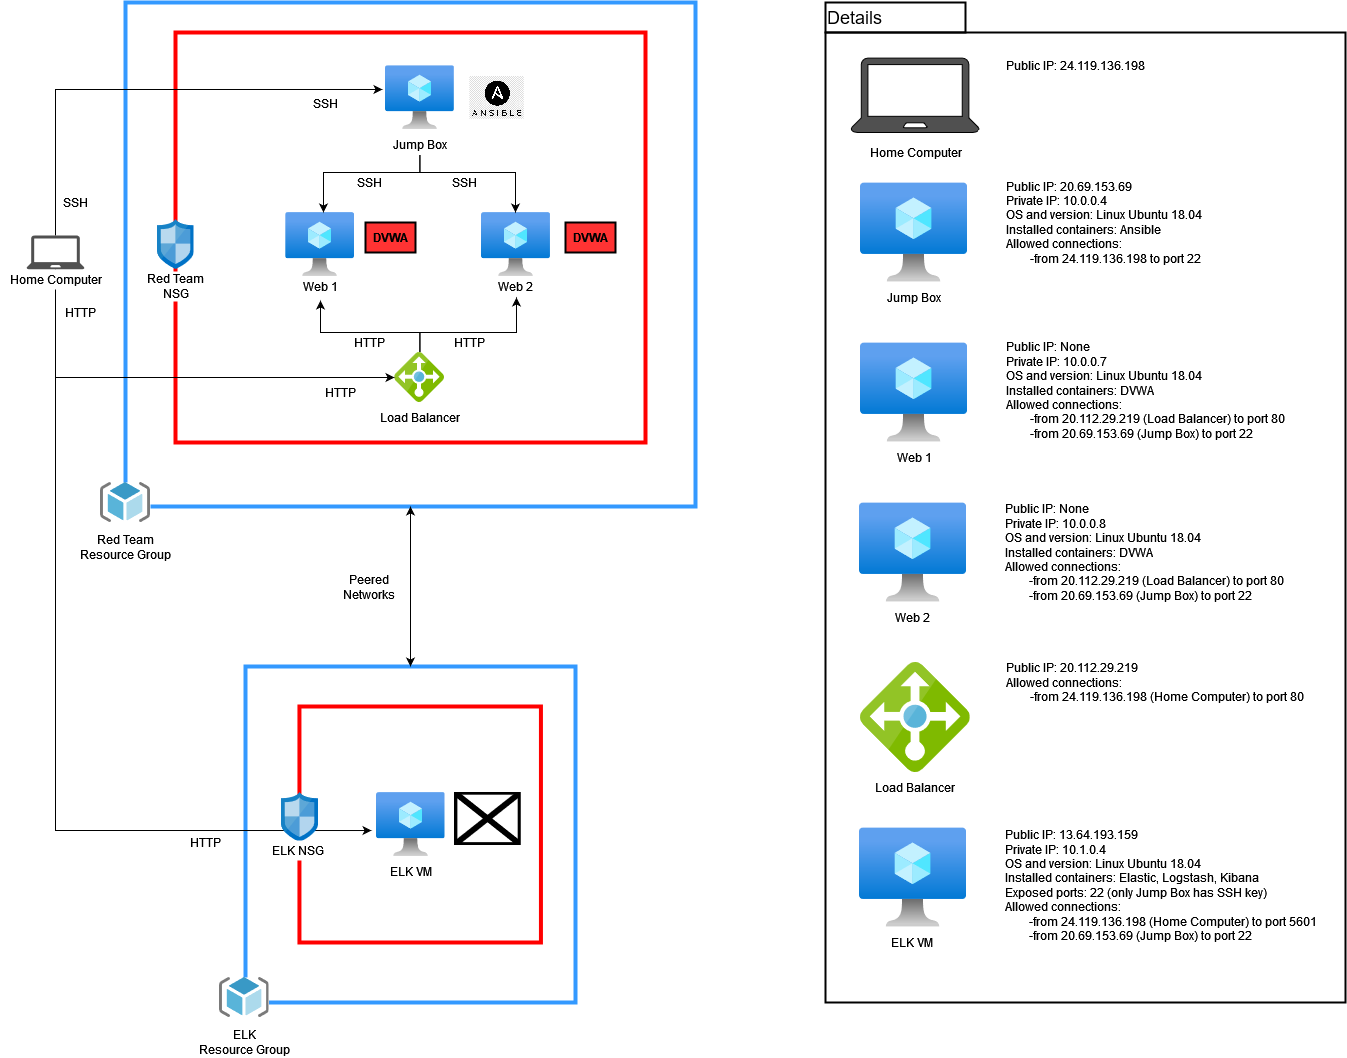 SSH
ANSIBLE
Jump Box
SSH
SSH
SSH
DVWA
DVWA
Home Computer
Red Team
NSG
Web 1
Web 2
HTTP
HTTP
HTTP
HTTP
Load Balancer
Red Team
Resource Group
Peered
Networks
HTTP
ELK NSG
ELK VM
ELK
Resource Group
Details
Public IP: 24.119.136.198
Home Computer
Public IP: 20.69.153.69
Private IP: 10.0.0.4
OS and version: Linux Ubuntu 18.04
Installed containers: Ansible
Allowed connections:
-from 24.119.136.198 to port 22
Jump Box
Public IP: None
Private IP: 10.0.0.7
OS and version: Linux Ubuntu 18.04
Installed containers: DVWA
Allowed connections:
-from 20.112.29.219 (Load Balancer) to port 80
-from 20.69.153.69 (Jump Box) to port 22
Web 1
Public IP: None
Private IP: 10.0.0.8
OS and version: Linux Ubuntu 18.04
Installed containers: DVWA
Allowed connections:
-from 20.112.29.219 (Load Balancer) to port 80
-from 20.69.153.69 (Jump Box) to port 22
Web 2
Public IP: 20.112.29.219
Allowed connections:
-from 24.119.136.198 (Home Computer) to port 80
Load Balancer
Public IP: 13.64.193.159
Private IP: 10.1.0.4
OS and version: Linux Ubuntu 18.04
Installed containers: Elastic, Logstash, Kibana
Exposed ports: 22 (only Jump Box has SSH key)
Allowed connections:
-from 24.119.136.198 (Home Computer) to port 5601
-from 20.69.153.69 (Jump Box) to port 22
ELK VM